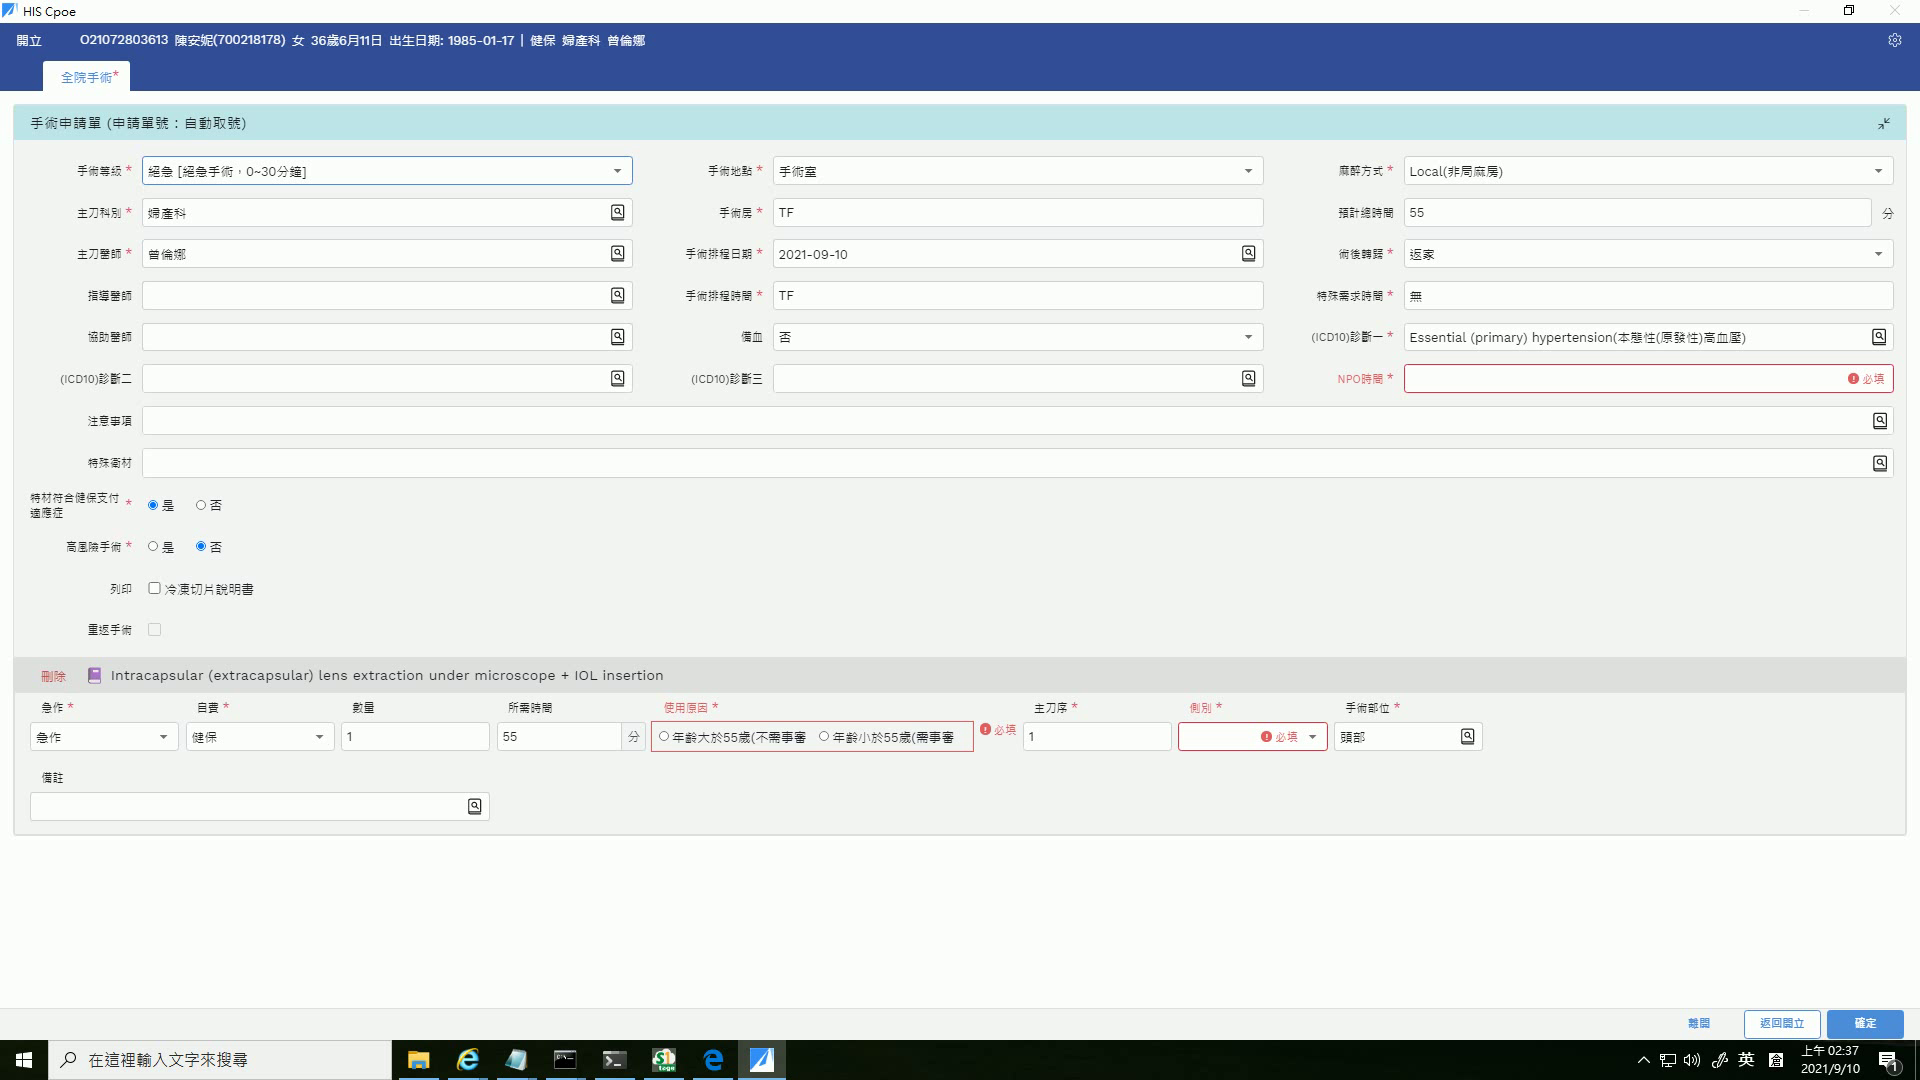 HIS Cpoe
開立 O21072803613 陳安妮(700218178) 女 36歲6月11日 出生日期: 1985-01-17 | 健保 婦產科 曾倫娜
全院手術*
手術申請單 (申請單號：自動取號)
手術等級 * 絕急 [絕急手術，0~30分鐘] 手術地點 * 手術室 麻醉方式 * Local(非局麻房)
主刀科別 * 婦產科 手術房 * TF 預計總時間 55 分
主刀醫師 * 曾倫娜 手術排程日期 * 2021-09-10 術後轉歸 * 返家
指導醫師 手術排程時間 * TF 特殊需求時間 * 無
協助醫師 備血 否 (ICD10)診斷一 * Essential (primary) hypertension(本態性(原發性)高血壓)
(ICD10)診斷二 (ICD10)診斷三 NPO時間 * 必填
注意事項
特殊衛材
特材符合健保支付適應症 * 是 否
高風險手術 * 是 否
列印 冷凍切片說明書
重返手術
刪除 Intracapsular (extracapsular) lens extraction under microscope + IOL insertion
急作 * 自費 * 數量 所需時間 使用原因 * 主刀序 * 側別 * 手術部位 *
急作 健保 1 55 分 年齡大於55歲(不需事審 年齡小於55歲(需事審 必填 1 必填 頭部
備註
離開 返回開立 確定
在這裡輸入文字來搜尋 英 上午 02:37
2021/9/10 1